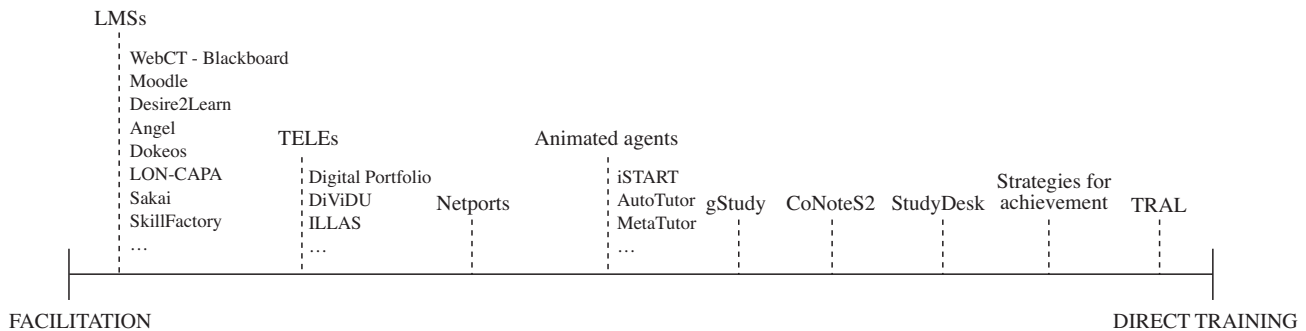 LMSs
WebCT - Blackboard
Moodle
Desire2Learn
Angel
Dokeos
LON-CAPA
Sakai
SkillFactory
…
TELEs
Digital Portfolio
DiViDU
ILLAS
…
Netports
Animated agents
iSTART
AutoTutor
MetaTutor
…
gStudy
CoNoteS2
StudyDesk
Strategies for
achievement
TRAL
FACILITATION
DIRECT TRAINING